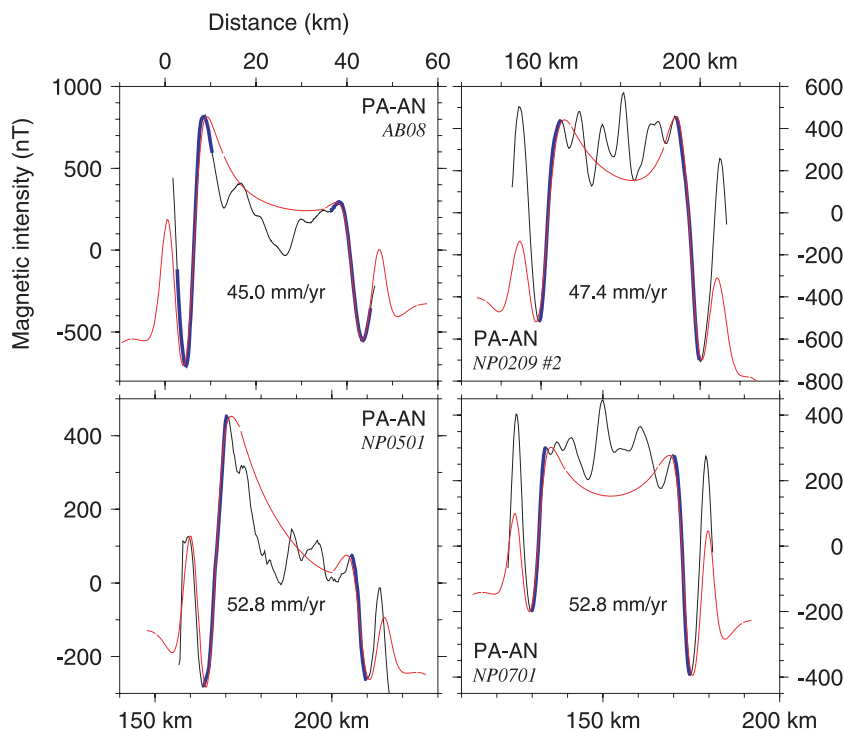 Distance (km)
0 20 40 60
160 km 200 km
Magnetic intensity (nT)
1000
500
0
-500
PA-AN
AB08
45.0 mm/yr
600
400
200
0
-200
-400
-600
-800
47.4 mm/yr
PA-AN
NP0209 #2
400
200
0
-200
PA-AN
NP0501
52.8 mm/yr
150 km 200 km
400
200
0
-200
-400
52.8 mm/yr
PA-AN
NP0701
150 km 200 km